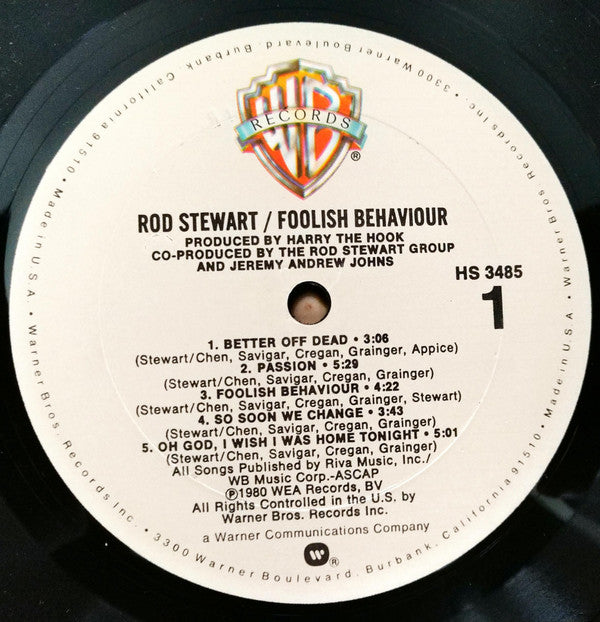 WB
RECORDS
®
ROD STEWART / FOOLISH BEHAVIOUR
PRODUCED BY HARRY THE HOOK
CO-PRODUCED BY THE ROD STEWART GROUP
AND JEREMY ANDREW JOHNS
HS 3485
1
1. BETTER OFF DEAD • 3:06
(Stewart/Chen, Savigar, Cregan, Grainger, Appice)
2. PASSION • 5:29
(Stewart/Chen, Savigar, Cregan, Grainger)
3. FOOLISH BEHAVIOUR • 4:22
(Stewart/Chen, Savigar, Cregan, Grainger, Stewart)
4. SO SOON WE CHANGE • 3:43
(Stewart/Chen, Savigar, Cregan, Grainger)
5. OH GOD, I WISH I WAS HOME TONIGHT • 5:01
(Stewart/Chen, Savigar, Cregan, Grainger)
All Songs Published by Riva Music, Inc./
WB Music Corp.-ASCAP
℗1980 WEA Records, BV
All Rights Controlled in the U.S. by
Warner Bros. Records Inc.
a Warner Communications Company
®
Warner Bros. Records Inc. • 3300 Warner Boulevard, Burbank, California 91510 • Made in U.S.A. •
Warner Bros. Records Inc. • 3300 Warner Boulevard, Burbank, California 91510 • Made in U.S.A. •